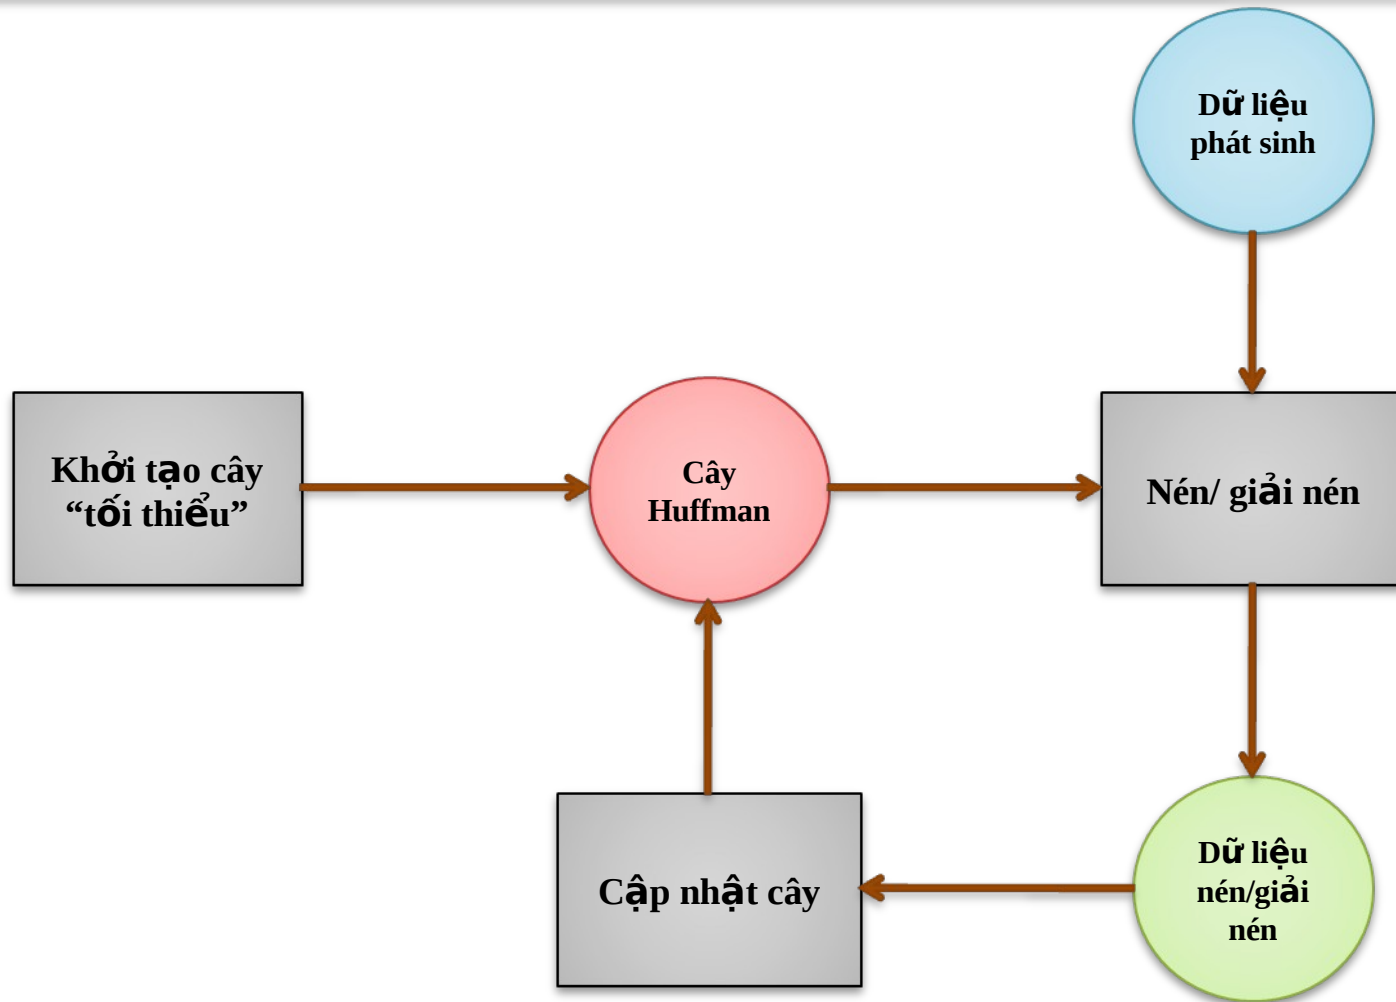 Dữ liệu
phát sinh
Khởi tạo cây
“tối thiểu”
Cây
Huffman
Nén/ giải nén
Cập nhật cây
Dữ liệu
nén/giải
nén